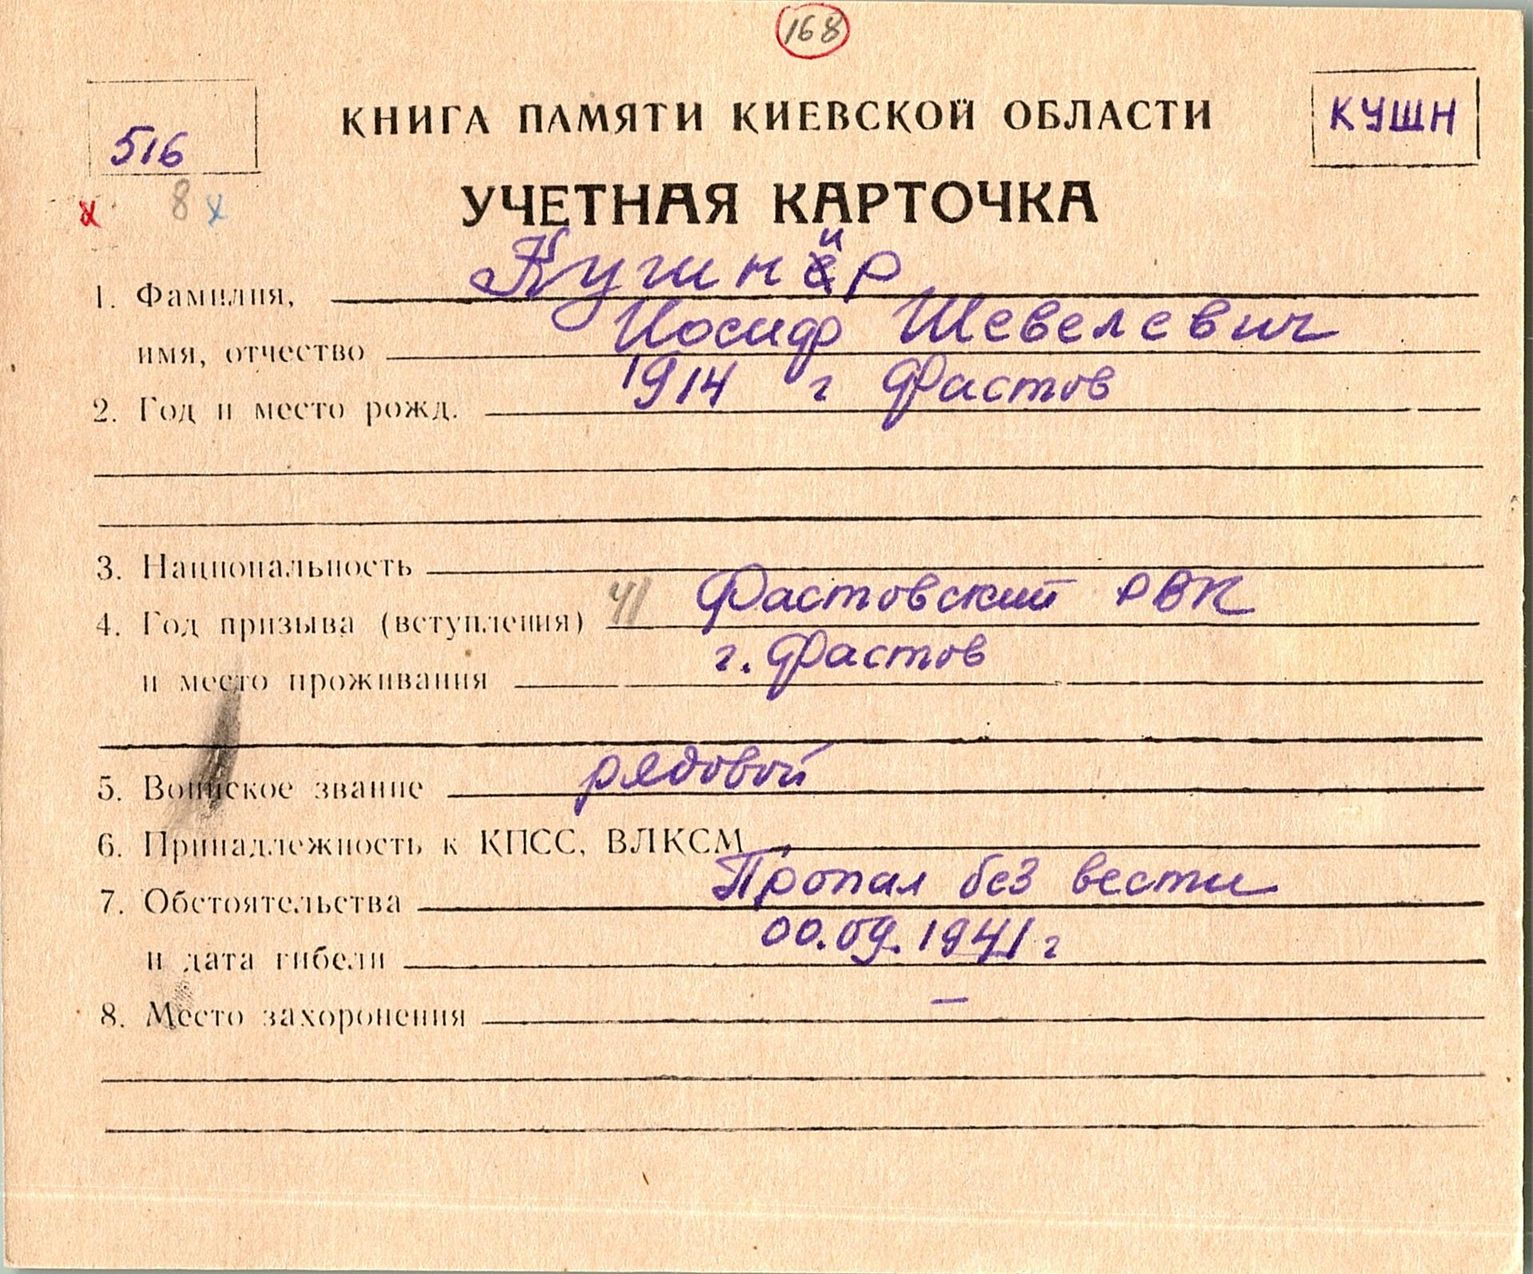 168
516
КНИГА ПАМЯТИ КИЕВСКОЙ ОБЛАСТИ
КУШН
х 8 х
УЧЕТНАЯ КАРТОЧКА
1. Фамилия, Кушнир
имя, отчество Иосиф Шевелевич
2. Год и место рожд. 1914 г Фастов
3. Национальность
4. Год призыва (вступления) 41 Фастовский РВК
и место проживания г. Фастов
5. Воинское звание рядовой
6. Принадлежность к КПСС, ВЛКСМ
7. Обстоятельства Пропал без вести
и дата гибели 00.09.1941 г
8. Место захоронения —